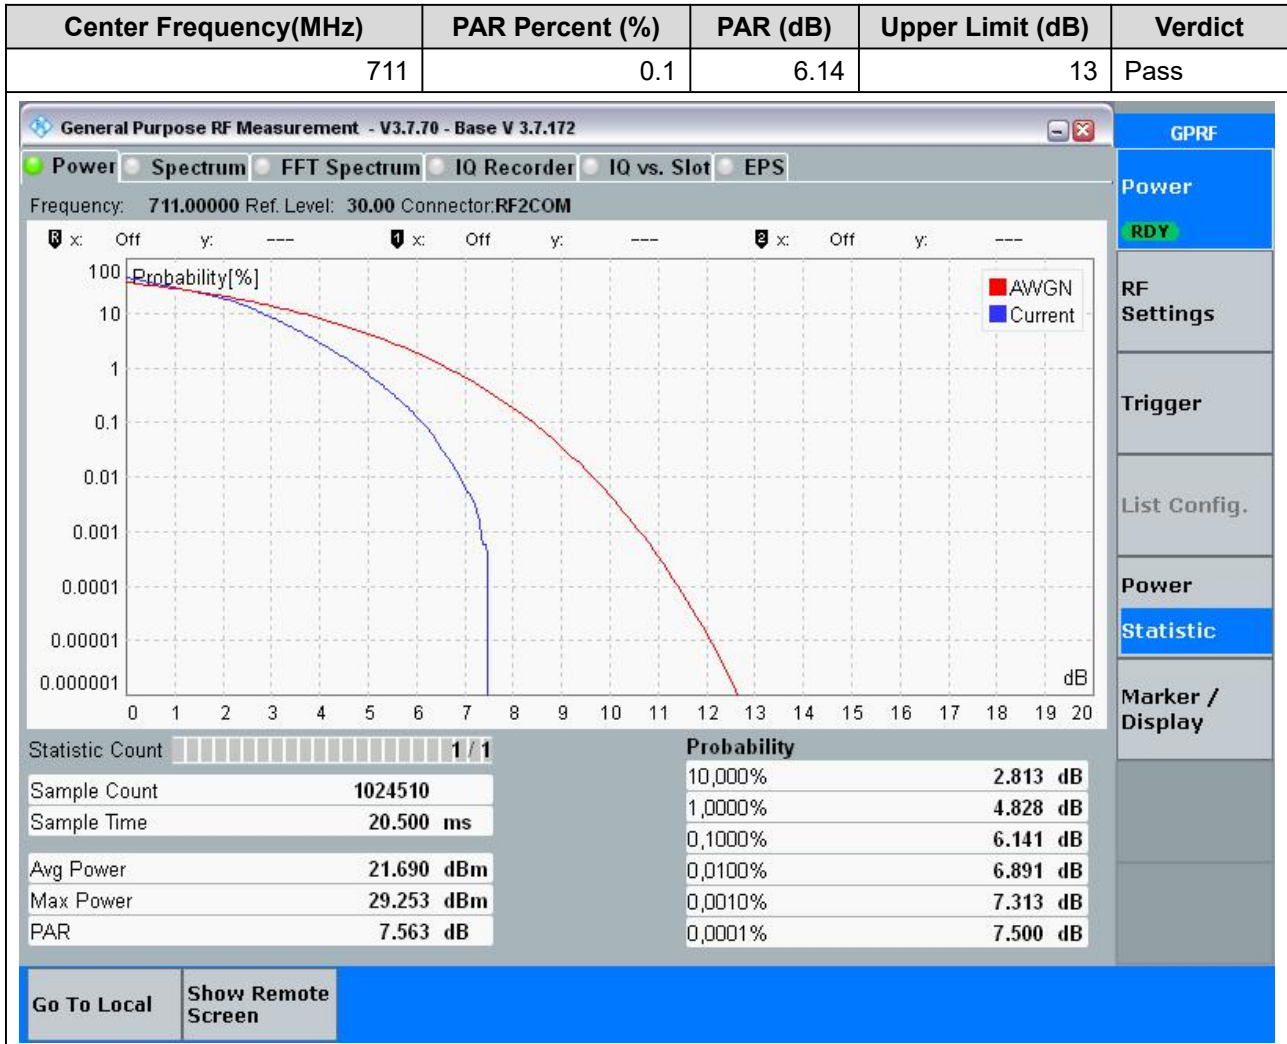 Center Frequency(MHz) PAR Percent (%) PAR (dB) Upper Limit (dB) Verdict
711 0.1 6.14 13 Pass
General Purpose RF Measurement - V3.7.70 - Base V 3.7.172
Power Spectrum FFT Spectrum IQ Recorder IQ vs. Slot EPS
Frequency: 711.00000 Ref. Level: 30.00 Connector:RF2COM
R x: Off y: --- 1 x: Off y: --- 2 x: Off y: ---
Probability[%]
100
10
1
0.1
0.01
0.001
0.0001
0.00001
0.000001
AWGN
Current
dB
0 1 2 3 4 5 6 7 8 9 10 11 12 13 14 15 16 17 18 19 20
Statistic Count 1 / 1
Sample Count 1024510
Sample Time 20.500 ms
Avg Power 21.690 dBm
Max Power 29.253 dBm
PAR 7.563 dB
Probability
10,000% 2.813 dB
1,0000% 4.828 dB
0,1000% 6.141 dB
0,0100% 6.891 dB
0,0010% 7.313 dB
0,0001% 7.500 dB
GPRF
Power
RDY
RF
Settings
Trigger
List Config.
Power
Statistic
Marker /
Display
Go To Local
Show Remote
Screen